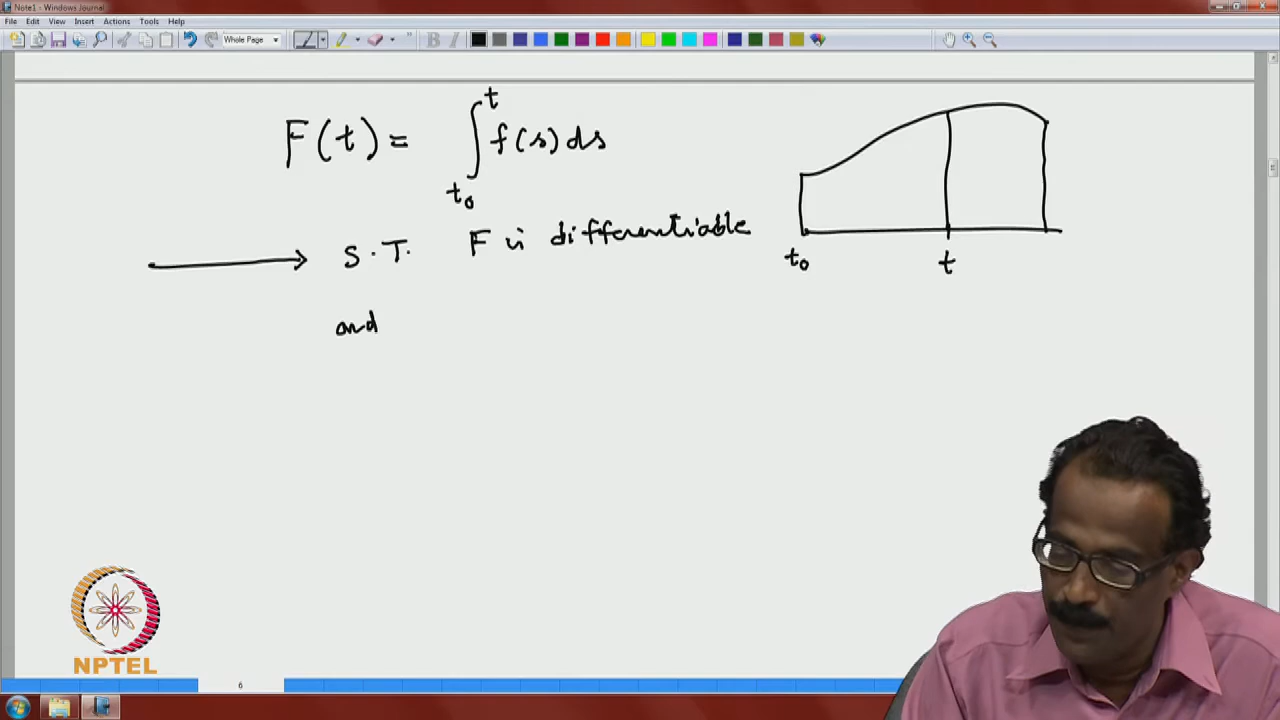 Note1 - Windows Journal
File Edit View Insert Actions Tools Help
Whole Page
F(t) = ∫ t t₀ f(s) ds
S.T. F is differentiable
and
t₀ t
NPTEL
6